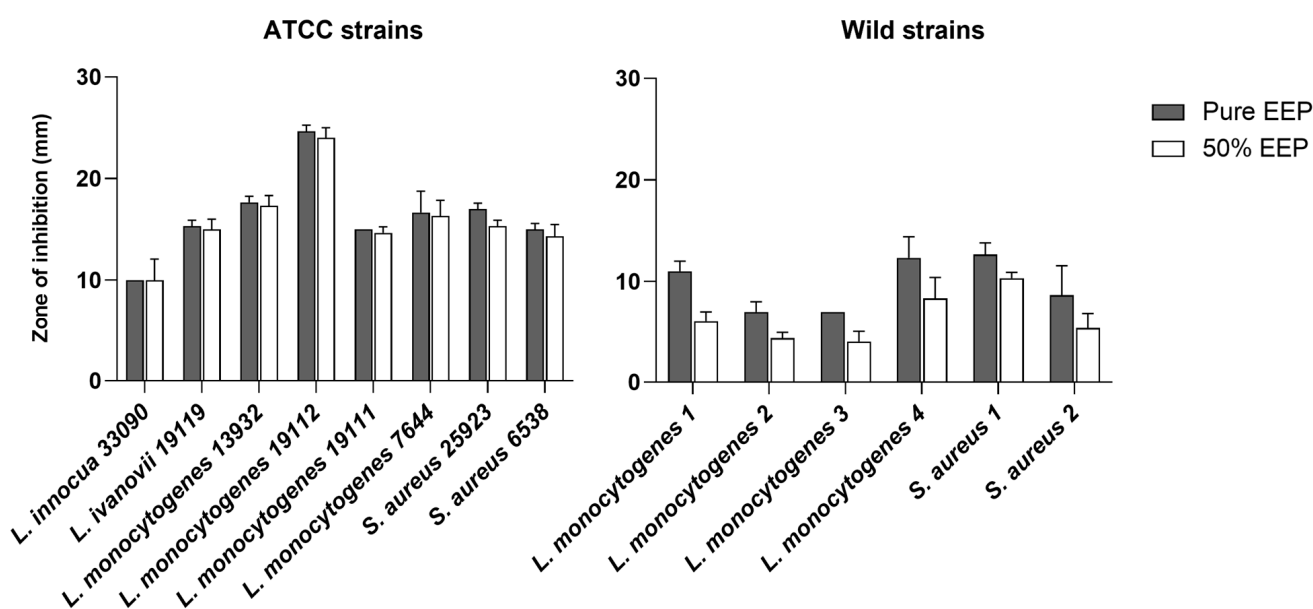 ATCC strains
Zone of inhibition (mm)
30
20
10
0
L. innocua 33090
L. ivanovii 19119
L. monocytogenes 13932
L. monocytogenes 19112
L. monocytogenes 19111
L. monocytogenes 7644
S. aureus 25923
S. aureus 6538
Wild strains
30
20
10
0
L. monocytogenes 1
L. monocytogenes 2
L. monocytogenes 3
L. monocytogenes 4
S. aureus 1
S. aureus 2
Pure EEP
50% EEP